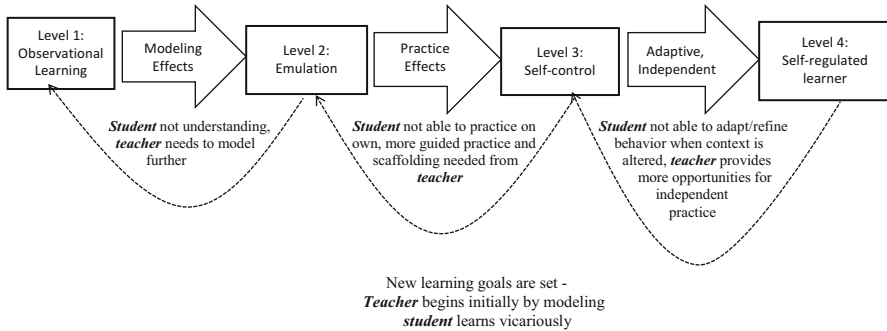 Level 1:
Observational
Learning
Modeling
Effects
Level 2:
Emulation
Practice
Effects
Level 3:
Self-control
Adaptive,
Independent
Level 4:
Self-regulated
learner
Student not understanding,
teacher needs to model
further
Student not able to practice on
own, more guided practice and
scaffolding needed from
teacher
Student not able to adapt/refine
behavior when context is
altered, teacher provides
more opportunities for
independent
practice
New learning goals are set -
Teacher begins initially by modeling
student learns vicariously